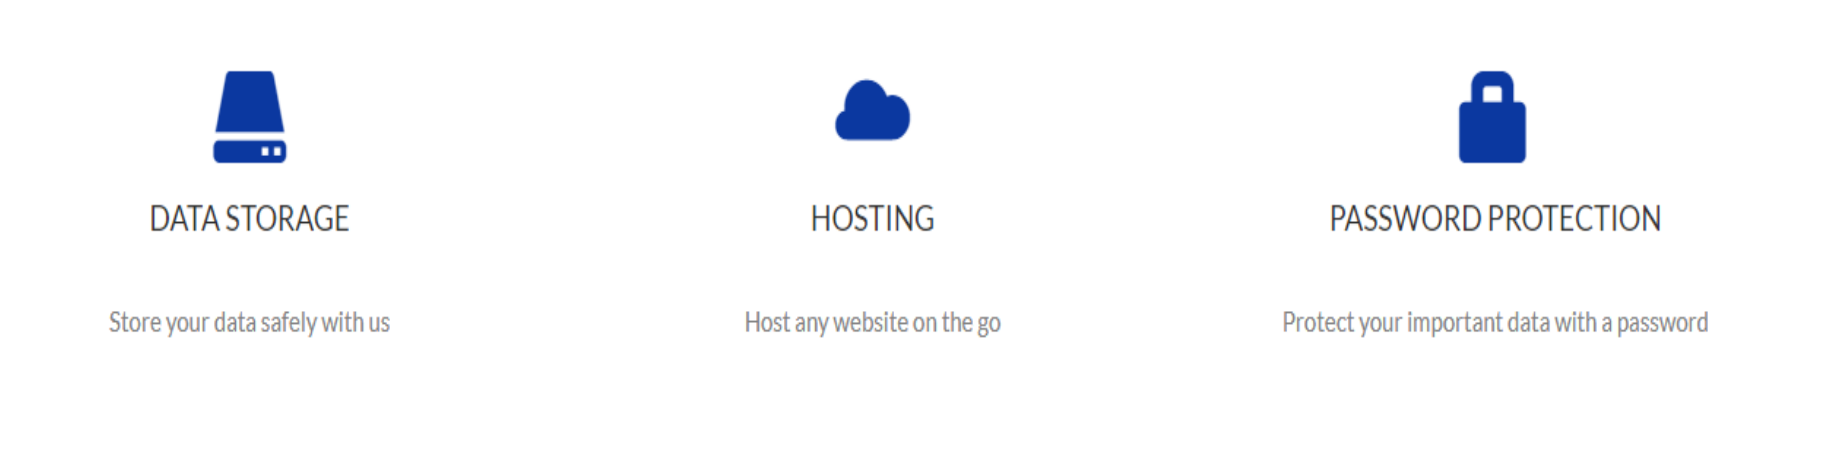 DATA STORAGE
HOSTING
PASSWORD PROTECTION
Store your data safely with us
Host any website on the go
Protect your important data with a password